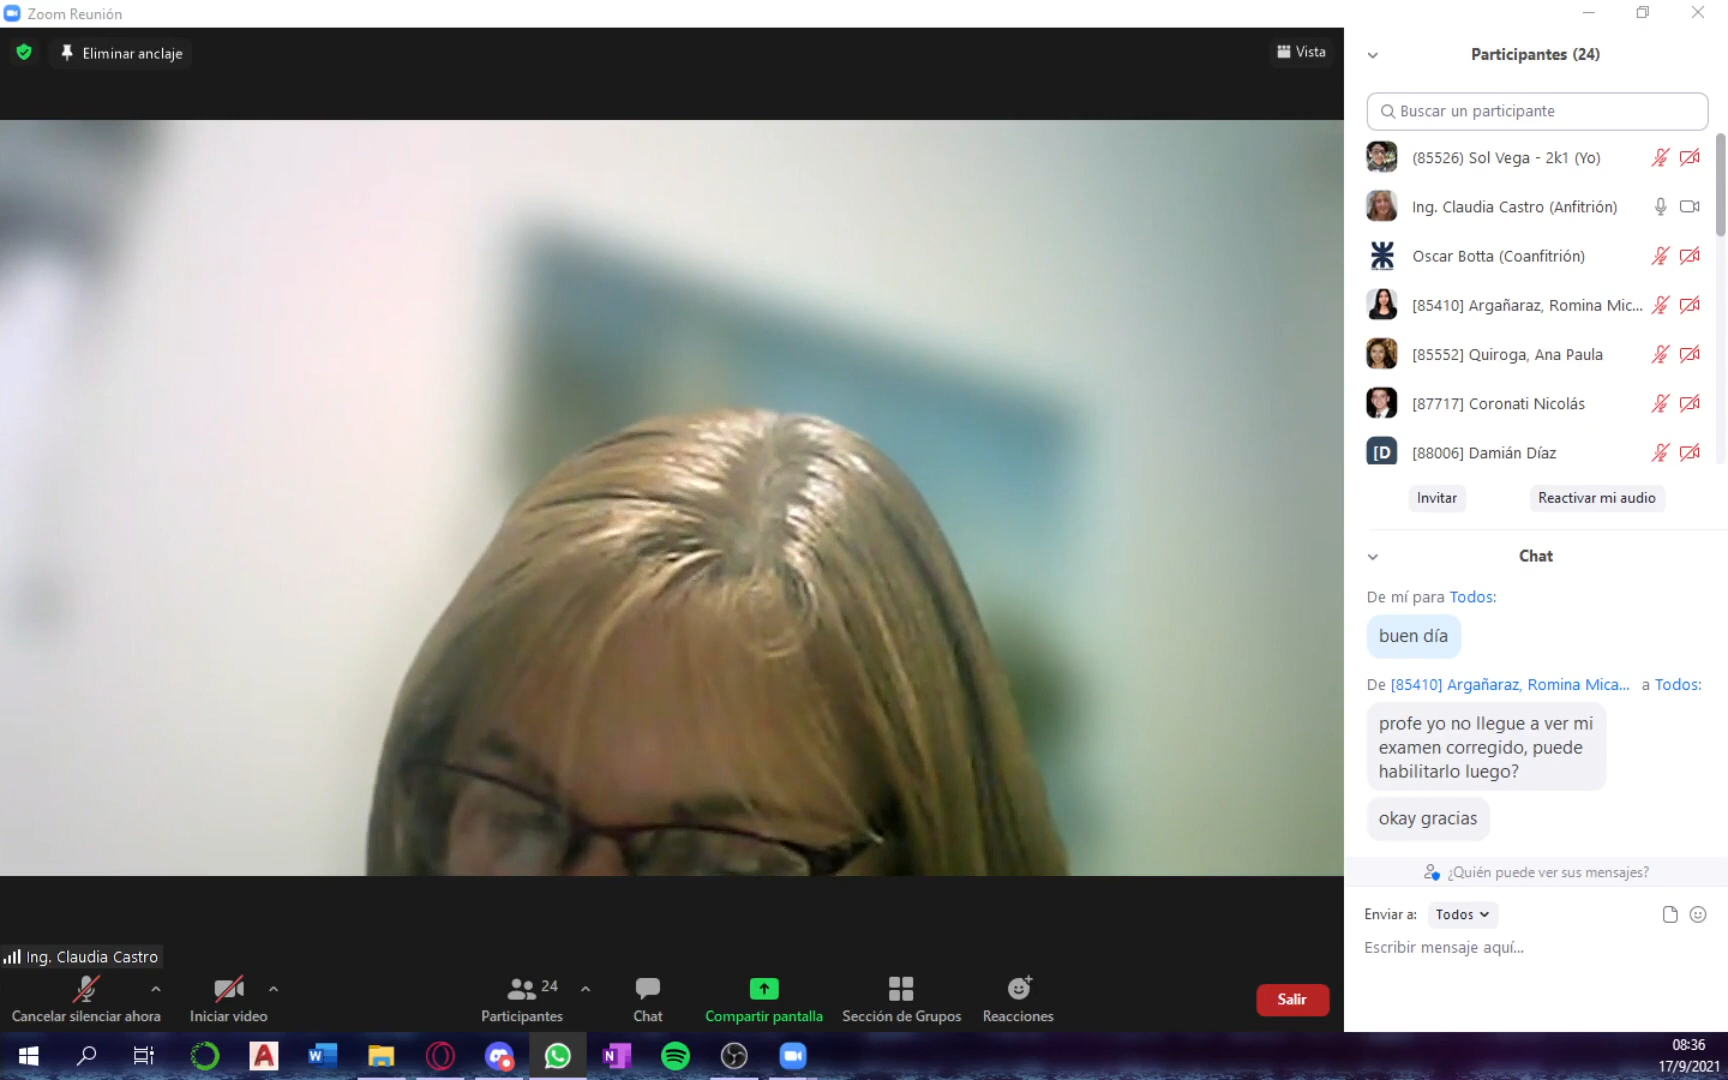 Zoom Reunión
Eliminar anclaje
Vista
Participantes (24)
Buscar un participante
(85526) Sol Vega - 2k1 (Yo)
Ing. Claudia Castro (Anfitrión)
Oscar Botta (Coanfitrión)
[85410] Argañaraz, Romina Mic...
[85552] Quiroga, Ana Paula
[87717] Coronati Nicolás
[D
[88006] Damián Díaz
Invitar
Reactivar mi audio
Chat
De mí para Todos:
buen día
De [85410] Argañaraz, Romina Mica... a Todos:
profe yo no llegue a ver mi
examen corregido, puede
habilitarlo luego?
okay gracias
¿Quién puede ver sus mensajes?
Enviar a: Todos
Escribir mensaje aquí...
Ing. Claudia Castro
Cancelar silenciar ahora
Iniciar video
24
Participantes
Chat
Compartir pantalla
Sección de Grupos
Reacciones
Salir
08:36
17/9/2021